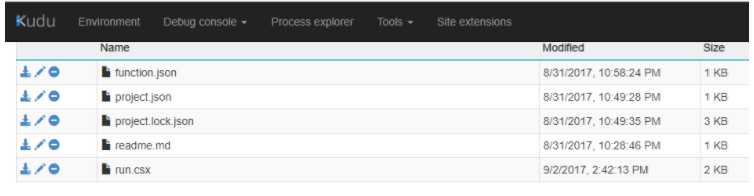 Kudu Environment Debug console Process explorer Tools Site extensions
Name Modified Size
function.json 8/31/2017, 10:58:24 PM 1 KB
project.json 8/31/2017, 10:49:28 PM 1 KB
project.lock.json 8/31/2017, 10:49:35 PM 3 KB
readme.md 8/31/2017, 10:28:46 PM 1 KB
run.csx 9/2/2017, 2:42:13 PM 2 KB